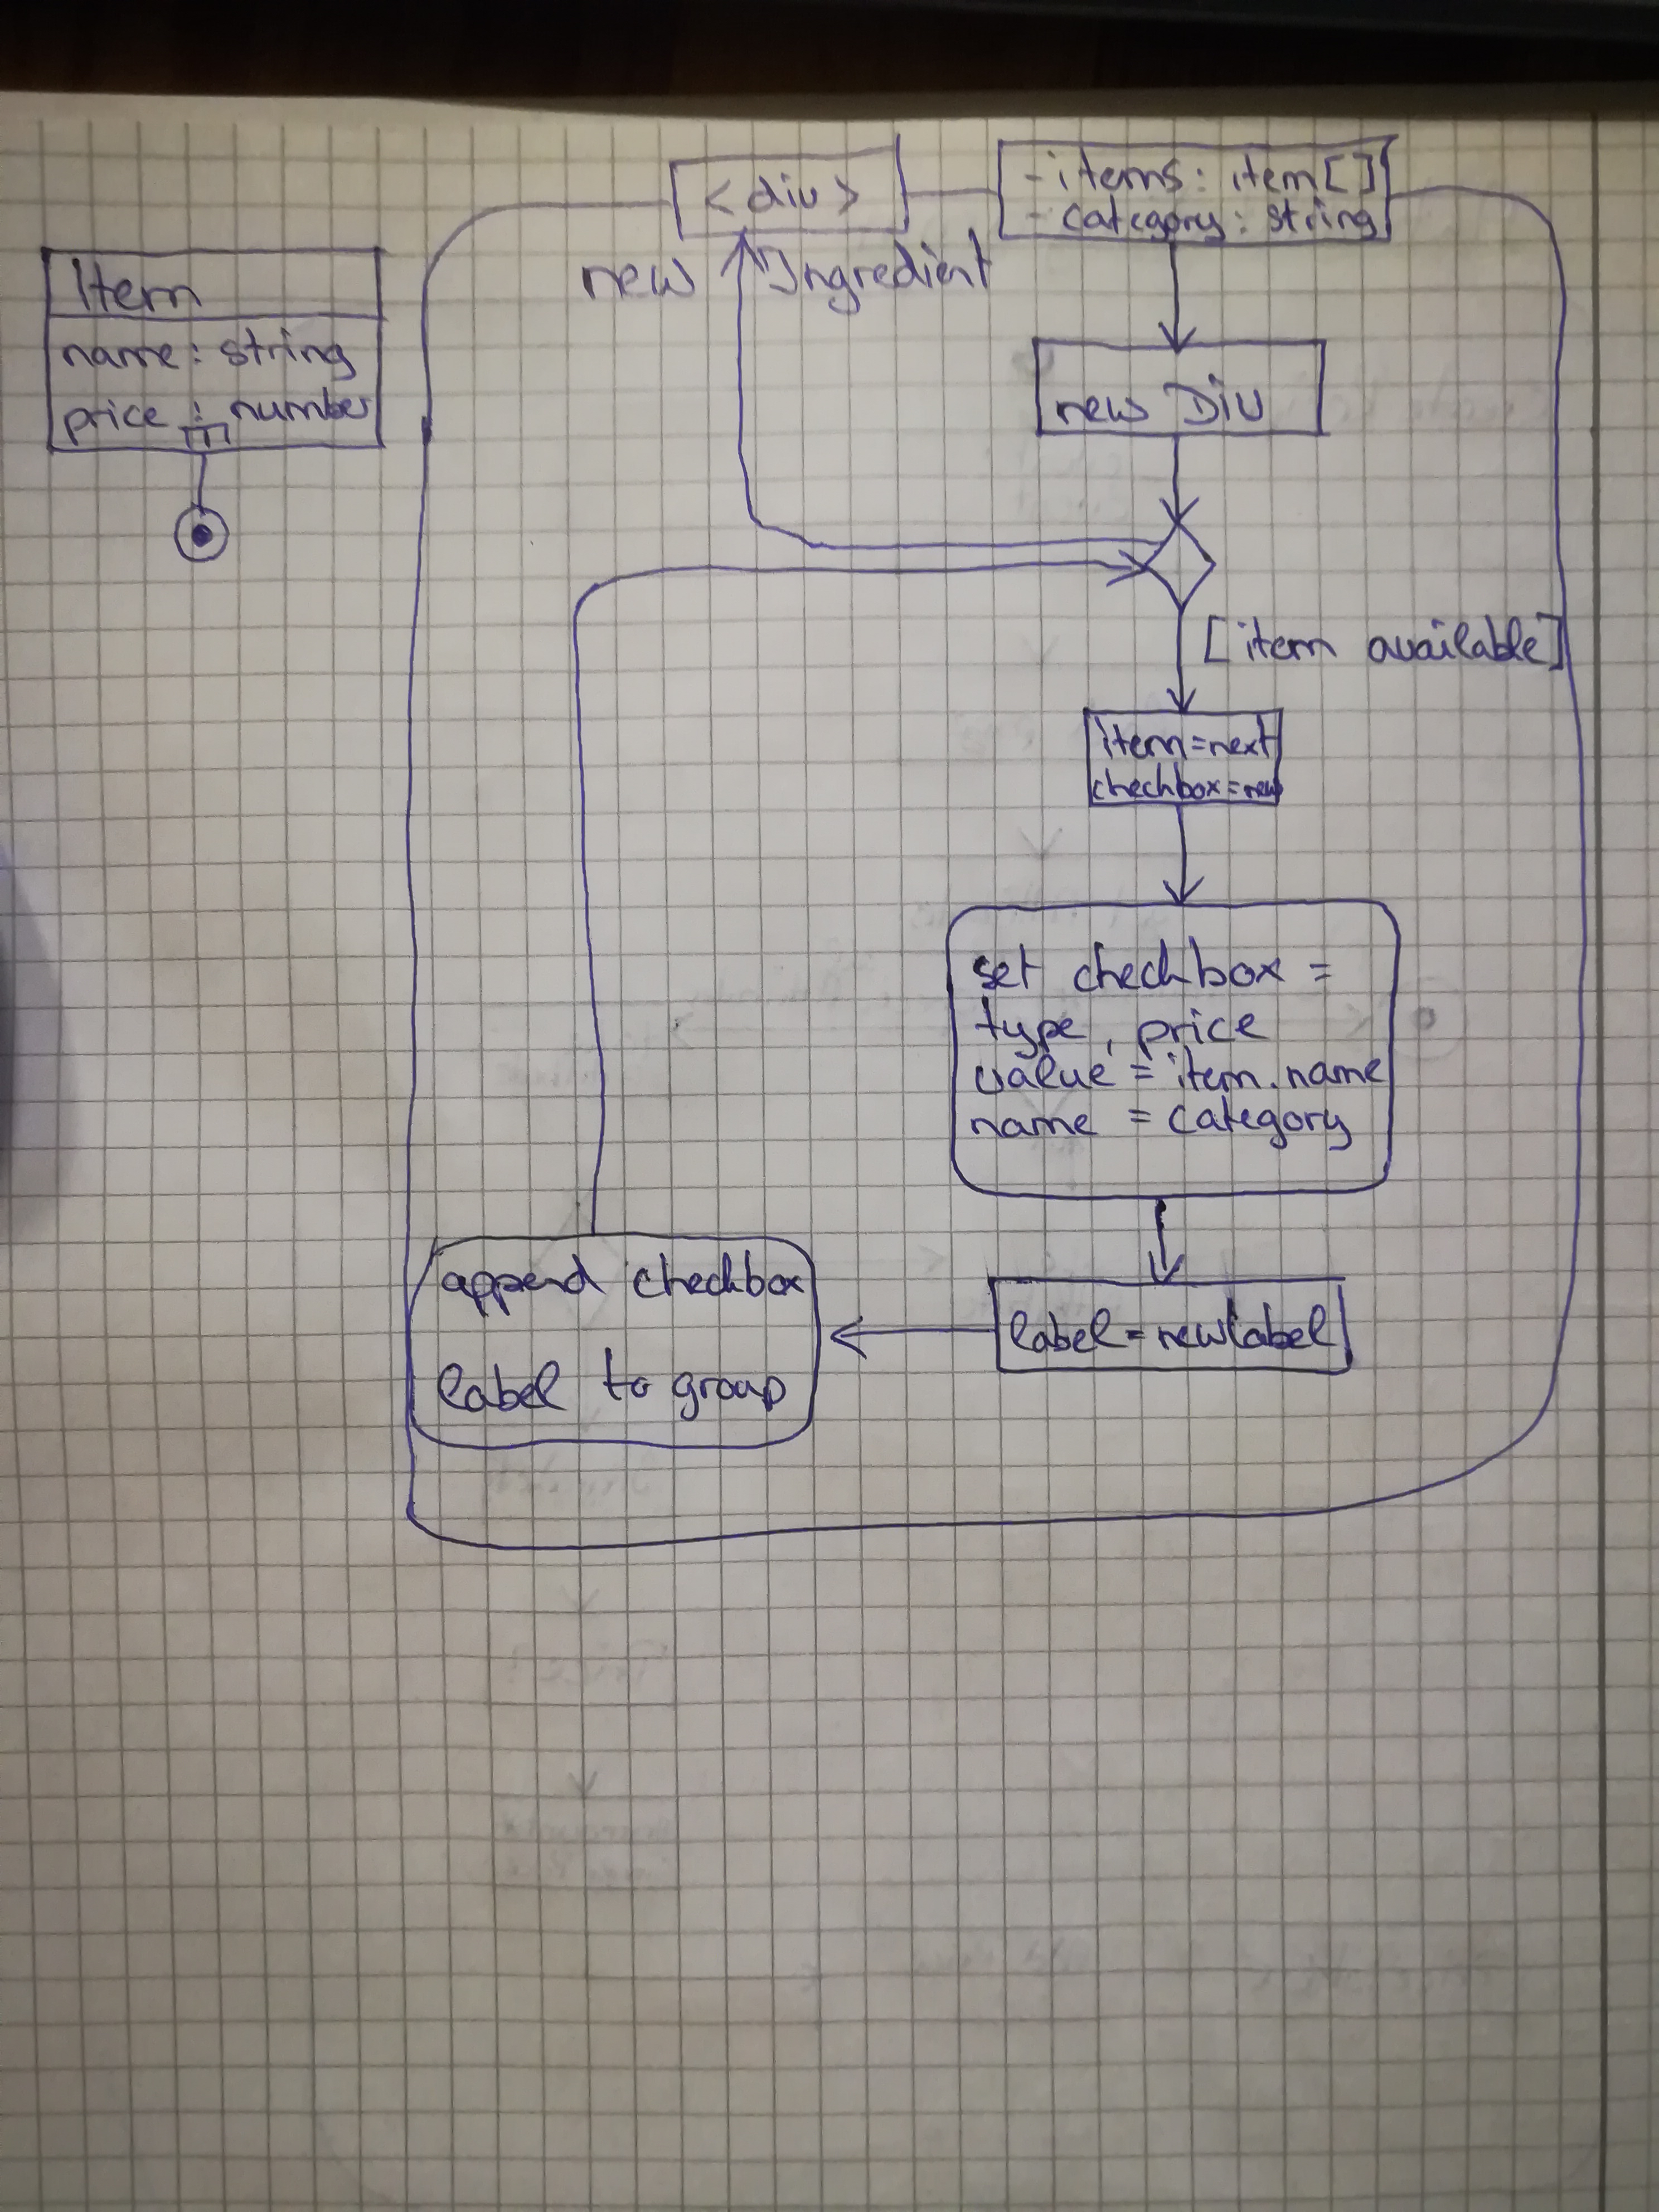 <div>
- items: item[]
- category: string
new Ingredient
Item
name: string
price: number
new Div
[item available]
item=next
checkbox=new
set checkbox =
type, price
value = item.name
name = category
label=newlabel
append checkbox
label to group